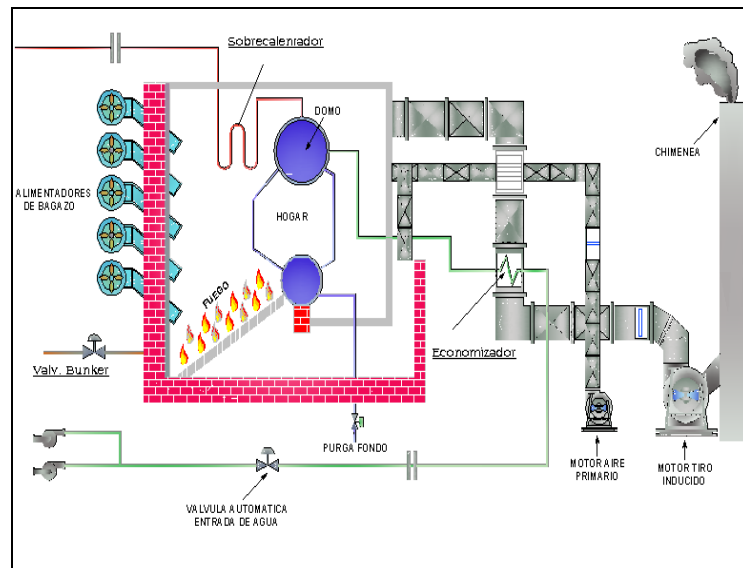 Sobrecalenrador
DOMO
CHIMENEA
ALIMENTADORES
DE BAGAZO
HOGAR
FUEGO
Economizador
Valv. Bunker
PURGA FONDO
MOTOR AIRE
PRIMARIO
MOTOR TIRO
INDUCIDO
VALVULA AUTOMATICA
ENTRADA DE AGUA